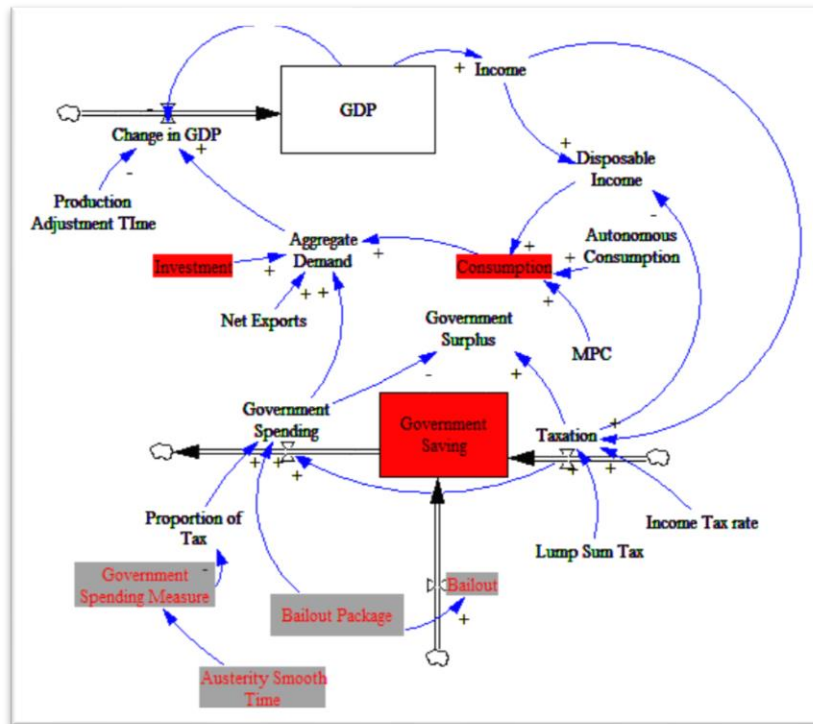 Income
GDP
Change in GDP
Production
Adjustment TIme
Disposable
Income
Investment
Aggregate
Demand
Consumption
Autonomous
Consumption
Net Exports
MPC
Government
Surplus
Government
Spending
Government
Saving
Taxation
Proportion of
Tax
Lump Sum Tax
Income Tax rate
Government
Spending Measure
Bailout Package
Bailout
Austerity Smooth
Time